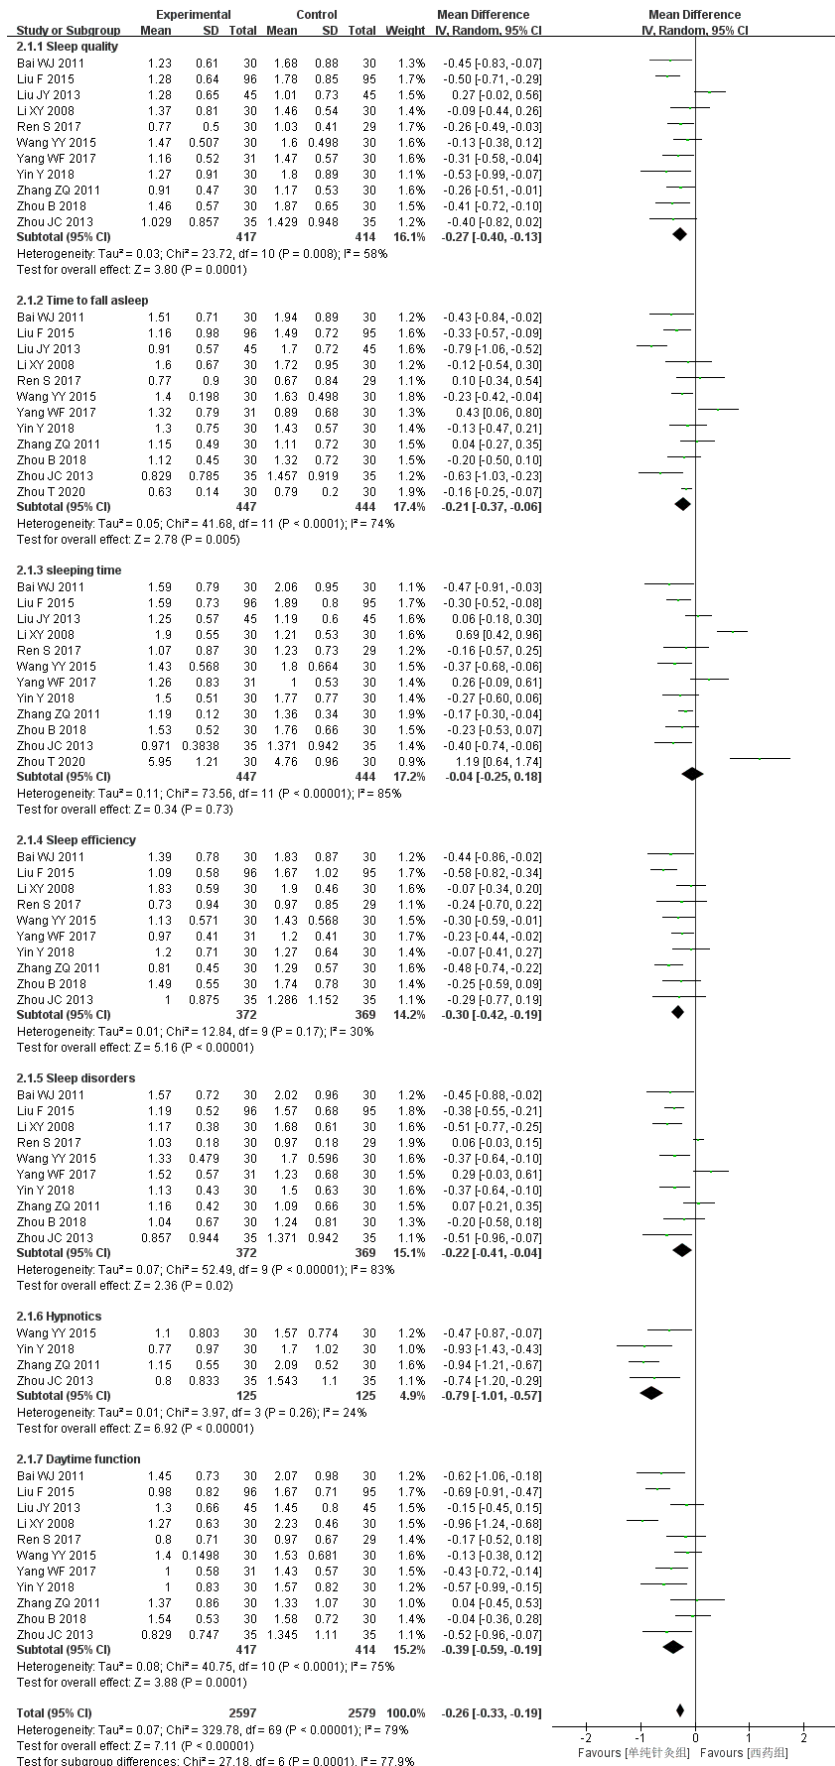 Experimental Control Mean Difference Mean Difference
Study or Subgroup Mean SD Total Mean SD Total Weight IV, Random, 95% CI IV, Random, 95% CI
2.1.1 Sleep quality
Bai WJ 2011 1.23 0.61 30 1.68 0.88 30 1.3% -0.45 [-0.83, -0.07]
Liu F 2015 1.28 0.64 96 1.78 0.85 95 1.7% -0.50 [-0.71, -0.29]
Liu JY 2013 1.28 0.65 45 1.01 0.73 45 1.5% 0.27 [-0.02, 0.56]
Li XY 2008 1.37 0.81 30 1.46 0.54 30 1.4% -0.09 [-0.44, 0.26]
Ren S 2017 0.77 0.5 30 1.03 0.41 29 1.7% -0.26 [-0.49, -0.03]
Wang YY 2015 1.47 0.507 30 1.6 0.498 30 1.6% -0.13 [-0.38, 0.12]
Yang WF 2017 1.16 0.52 31 1.47 0.57 30 1.6% -0.31 [-0.58, -0.04]
Yin Y 2018 1.27 0.91 30 1.8 0.89 30 1.1% -0.53 [-0.99, -0.07]
Zhang ZQ 2011 0.91 0.47 30 1.17 0.53 30 1.6% -0.26 [-0.51, -0.01]
Zhou B 2018 1.46 0.57 30 1.87 0.65 30 1.5% -0.41 [-0.72, -0.10]
Zhou JC 2013 1.029 0.857 35 1.429 0.948 35 1.2% -0.40 [-0.82, 0.02]
Subtotal (95% CI) 417 414 16.1% -0.27 [-0.40, -0.13]
Heterogeneity: Tau² = 0.03; Chi² = 23.72, df = 10 (P = 0.008); I² = 58%
Test for overall effect: Z = 3.80 (P = 0.0001)
2.1.2 Time to fall asleep
Bai WJ 2011 1.51 0.71 30 1.94 0.89 30 1.2% -0.43 [-0.84, -0.02]
Liu F 2015 1.16 0.98 96 1.49 0.72 95 1.6% -0.33 [-0.57, -0.09]
Liu JY 2013 0.91 0.57 45 1.7 0.72 45 1.6% -0.79 [-1.06, -0.52]
Li XY 2008 1.6 0.67 30 1.72 0.95 30 1.2% -0.12 [-0.54, 0.30]
Ren S 2017 0.77 0.9 30 0.67 0.84 29 1.2% 0.10 [-0.34, 0.54]
Wang YY 2015 1.4 0.198 30 1.63 0.498 30 1.8% -0.23 [-0.42, -0.04]
Yang WF 2017 1.32 0.79 31 0.89 0.68 30 1.3% 0.43 [0.06, 0.80]
Yin Y 2018 1.3 0.75 30 1.43 0.57 30 1.4% -0.13 [-0.47, 0.21]
Zhang ZQ 2011 1.15 0.49 30 1.11 0.72 30 1.5% 0.04 [-0.27, 0.35]
Zhou B 2018 1.12 0.45 30 1.32 0.72 30 1.5% -0.20 [-0.50, 0.10]
Zhou JC 2013 0.829 0.785 35 1.457 0.919 35 1.2% -0.63 [-1.03, -0.23]
Zhou T 2020 0.63 0.14 30 0.79 0.2 30 1.9% -0.16 [-0.25, -0.07]
Subtotal (95% CI) 447 444 17.4% -0.21 [-0.37, -0.06]
Heterogeneity: Tau² = 0.05; Chi² = 41.68, df = 11 (P < 0.0001); I² = 74%
Test for overall effect: Z = 2.78 (P = 0.005)
2.1.3 sleeping time
Bai WJ 2011 1.59 0.79 30 2.06 0.95 30 1.1% -0.47 [-0.91, -0.03]
Liu F 2015 1.59 0.73 96 1.89 0.8 95 1.7% -0.30 [-0.52, -0.08]
Liu JY 2013 1.25 0.57 45 1.19 0.6 45 1.6% 0.06 [-0.18, 0.30]
Li XY 2008 1.9 0.55 30 1.21 0.53 30 1.6% 0.69 [0.42, 0.96]
Ren S 2017 1.07 0.87 30 1.23 0.73 29 1.2% -0.16 [-0.57, 0.25]
Wang YY 2015 1.43 0.568 30 1.8 0.664 30 1.5% -0.37 [-0.68, -0.06]
Yang WF 2017 1.26 0.83 31 1 0.53 30 1.4% 0.26 [-0.09, 0.61]
Yin Y 2018 1.5 0.51 30 1.77 0.77 30 1.4% -0.27 [-0.60, 0.06]
Zhang ZQ 2011 1.19 0.12 30 1.36 0.34 30 1.9% -0.17 [-0.30, -0.04]
Zhou B 2018 1.53 0.52 30 1.76 0.66 30 1.5% -0.23 [-0.53, 0.07]
Zhou JC 2013 0.971 0.3838 35 1.371 0.942 35 1.4% -0.40 [-0.74, -0.06]
Zhou T 2020 5.95 1.21 30 4.76 0.96 30 0.9% 1.19 [0.64, 1.74]
Subtotal (95% CI) 447 444 17.2% -0.04 [-0.25, 0.18]
Heterogeneity: Tau² = 0.11; Chi² = 73.56, df = 11 (P < 0.00001); I² = 85%
Test for overall effect: Z = 0.34 (P = 0.73)
2.1.4 Sleep efficiency
Bai WJ 2011 1.39 0.78 30 1.83 0.87 30 1.2% -0.44 [-0.86, -0.02]
Liu F 2015 1.09 0.58 96 1.67 1.02 95 1.6% -0.58 [-0.82, -0.34]
Li XY 2008 1.83 0.59 30 1.9 0.46 30 1.6% -0.07 [-0.34, 0.20]
Ren S 2017 0.73 0.94 30 0.97 0.85 29 1.1% -0.24 [-0.70, 0.22]
Wang YY 2015 1.13 0.571 30 1.43 0.568 30 1.5% -0.30 [-0.59, -0.01]
Yang WF 2017 0.97 0.41 31 1.2 0.41 30 1.7% -0.23 [-0.44, -0.02]
Yin Y 2018 1.2 0.71 30 1.27 0.64 30 1.4% -0.07 [-0.41, 0.27]
Zhang ZQ 2011 0.81 0.45 30 1.29 0.57 30 1.6% -0.48 [-0.74, -0.22]
Zhou B 2018 1.49 0.55 30 1.74 0.78 30 1.4% -0.25 [-0.59, 0.09]
Zhou JC 2013 1 0.875 35 1.286 1.152 35 1.1% -0.29 [-0.77, 0.19]
Subtotal (95% CI) 372 369 14.2% -0.30 [-0.42, -0.19]
Heterogeneity: Tau² = 0.01; Chi² = 12.84, df = 9 (P = 0.17); I² = 30%
Test for overall effect: Z = 5.16 (P < 0.00001)
2.1.5 Sleep disorders
Bai WJ 2011 1.57 0.72 30 2.02 0.96 30 1.2% -0.45 [-0.88, -0.02]
Liu F 2015 1.19 0.52 96 1.57 0.68 95 1.8% -0.38 [-0.55, -0.21]
Li XY 2008 1.17 0.38 30 1.68 0.61 30 1.6% -0.51 [-0.77, -0.25]
Ren S 2017 1.03 0.18 30 0.97 0.18 29 1.9% 0.06 [-0.03, 0.15]
Wang YY 2015 1.33 0.479 30 1.7 0.596 30 1.6% -0.37 [-0.64, -0.10]
Yang WF 2017 1.52 0.57 31 1.23 0.68 30 1.4% 0.29 [-0.03, 0.61]
Yin Y 2018 1.13 0.43 30 1.5 0.63 30 1.6% -0.37 [-0.64, -0.10]
Zhang ZQ 2011 1.16 0.42 30 1.09 0.66 30 1.5% 0.07 [-0.21, 0.35]
Zhou B 2018 1.04 0.67 30 1.24 0.81 30 1.3% -0.20 [-0.58, 0.18]
Zhou JC 2013 0.857 0.944 35 1.371 0.942 35 1.1% -0.51 [-0.96, -0.07]
Subtotal (95% CI) 372 369 15.1% -0.22 [-0.41, -0.04]
Heterogeneity: Tau² = 0.07; Chi² = 52.49, df = 9 (P < 0.00001); I² = 83%
Test for overall effect: Z = 2.36 (P = 0.02)
2.1.6 Hypnotics
Wang YY 2015 1.1 0.803 30 1.57 0.774 30 1.2% -0.47 [-0.87, -0.07]
Yin Y 2018 0.77 0.97 30 1.7 1.02 30 1.0% -0.93 [-1.43, -0.43]
Zhang ZQ 2011 1.15 0.55 30 2.09 0.52 30 1.6% -0.94 [-1.21, -0.67]
Zhou JC 2013 0.8 0.833 35 1.543 1.1 35 1.1% -0.74 [-1.20, -0.29]
Subtotal (95% CI) 125 125 4.9% -0.79 [-1.01, -0.57]
Heterogeneity: Tau² = 0.01; Chi² = 3.97, df = 3 (P = 0.26); I² = 24%
Test for overall effect: Z = 6.92 (P < 0.00001)
2.1.7 Daytime function
Bai WJ 2011 1.45 0.73 30 2.07 0.98 30 1.2% -0.62 [-1.06, -0.18]
Liu F 2015 0.98 0.82 96 1.67 0.71 95 1.7% -0.69 [-0.91, -0.47]
Liu JY 2013 1.3 0.66 45 1.45 0.8 45 1.5% -0.15 [-0.45, 0.15]
Li XY 2008 1.27 0.63 30 2.23 0.46 30 1.5% -0.96 [-1.24, -0.68]
Ren S 2017 0.8 0.71 30 0.97 0.67 29 1.4% -0.17 [-0.52, 0.18]
Wang YY 2015 1.4 0.1498 30 1.53 0.681 30 1.6% -0.13 [-0.38, 0.12]
Yang WF 2017 1 0.58 31 1.43 0.57 30 1.5% -0.43 [-0.72, -0.14]
Yin Y 2018 1 0.83 30 1.57 0.82 30 1.2% -0.57 [-0.99, -0.15]
Zhang ZQ 2011 1.37 0.86 30 1.33 1.07 30 1.0% 0.04 [-0.45, 0.53]
Zhou B 2018 1.54 0.53 30 1.58 0.72 30 1.4% -0.04 [-0.36, 0.28]
Zhou JC 2013 0.829 0.747 35 1.345 1.11 35 1.1% -0.52 [-0.96, -0.07]
Subtotal (95% CI) 417 414 15.2% -0.39 [-0.59, -0.19]
Heterogeneity: Tau² = 0.08; Chi² = 40.75, df = 10 (P < 0.0001); I² = 75%
Test for overall effect: Z = 3.88 (P = 0.0001)
Total (95% CI) 2597 2579 100.0% -0.26 [-0.33, -0.19]
Heterogeneity: Tau² = 0.07; Chi² = 329.78, df = 69 (P < 0.00001); I² = 79%
Test for overall effect: Z = 7.11 (P < 0.00001)
Test for subgroup differences: Chi² = 27.18, df = 6 (P = 0.0001), I² = 77.9%
-2 -1 0 1 2
Favours [单纯针灸组] Favours [西药组]